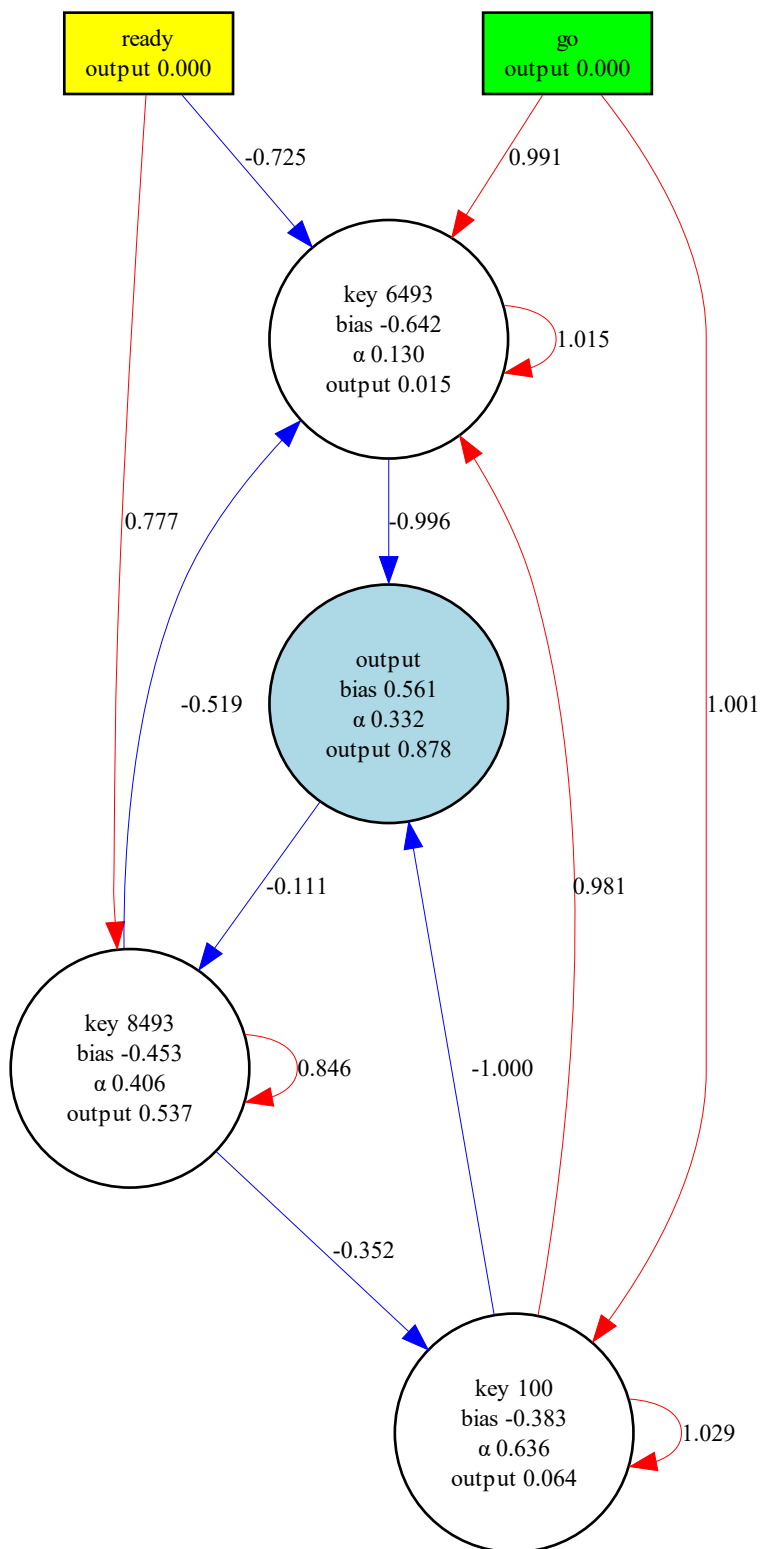 ready
output 0.000
go
output 0.000
-0.725
0.991
key 6493
bias -0.642
α 0.130
output 0.015
1.015
0.777
-0.996
output
bias 0.561
α 0.332
output 0.878
-0.519
1.001
-0.111
0.981
key 8493
bias -0.453
α 0.406
output 0.537
0.846
-1.000
-0.352
key 100
bias -0.383
α 0.636
output 0.064
1.029